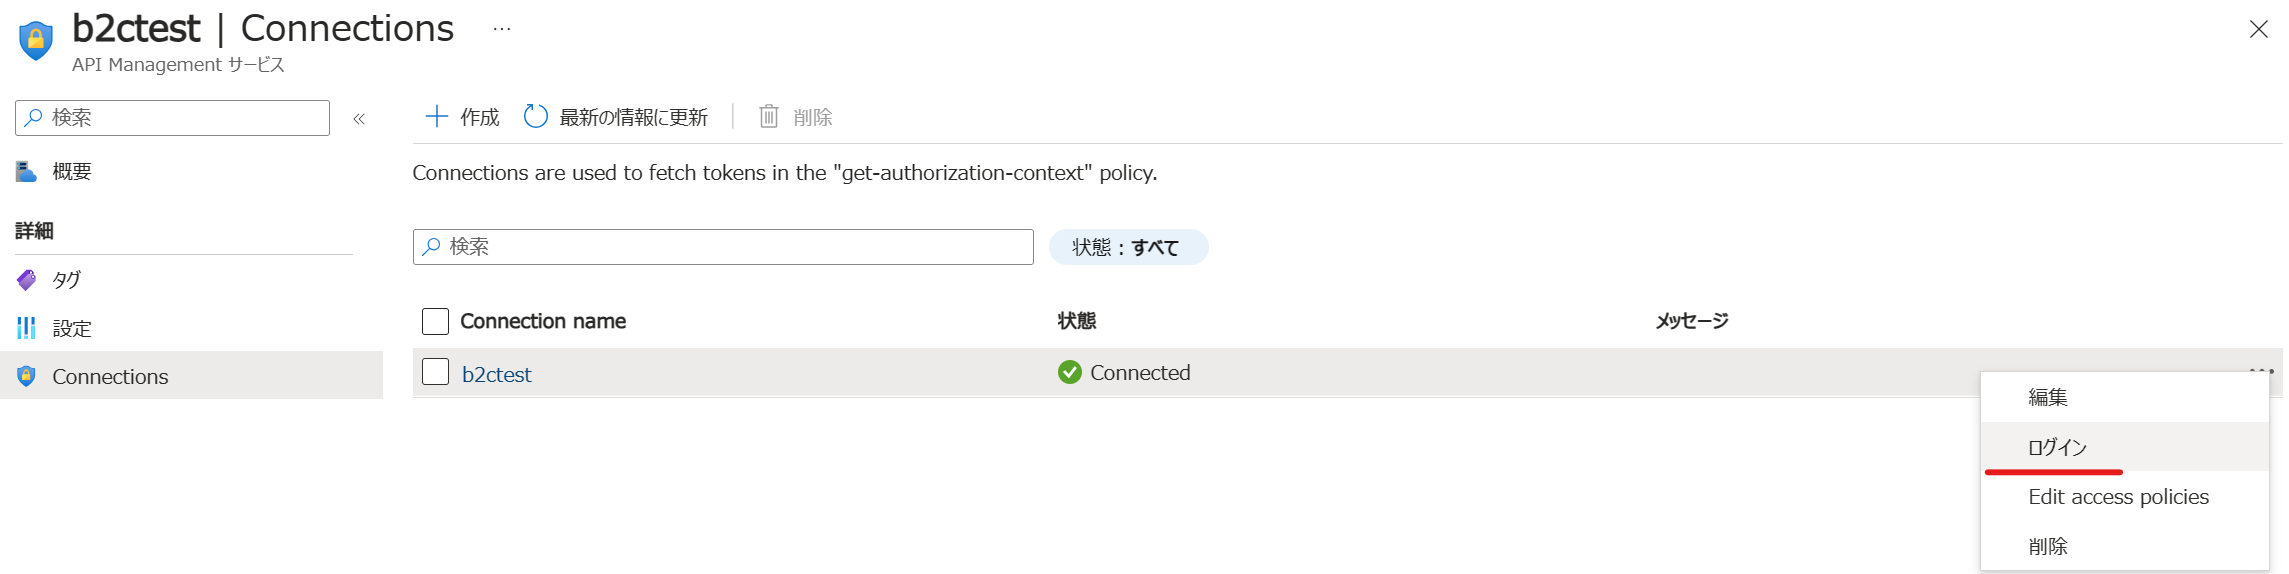 b2ctest | Connections ...
API Management サービス
検索
«
作成
最新の情報に更新
削除
概要
詳細
タグ
設定
Connections
Connections are used to fetch tokens in the "get-authorization-context" policy.
検索
状態 : すべて
Connection name
状態
メッセージ
b2ctest
Connected
編集
ログイン
Edit access policies
削除